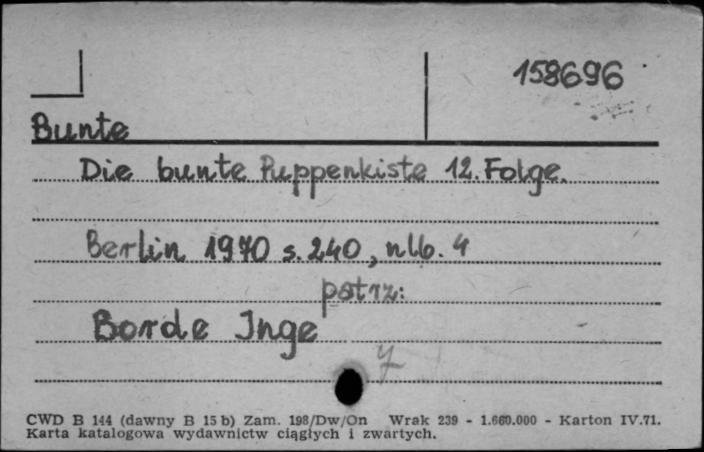 158696
Bunte
Die bunte Puppenkiste 12. Folge.
Berlin 1970 s. 240, nlb. 4
patrz:
Borde Inge
CWD B 144 (dawny B 15 b) Zam. 198/Dw/On Wrak 239 - 1.660.000 - Karton IV.71.
Karta katalogowa wydawnictw ciągłych i zwartych.